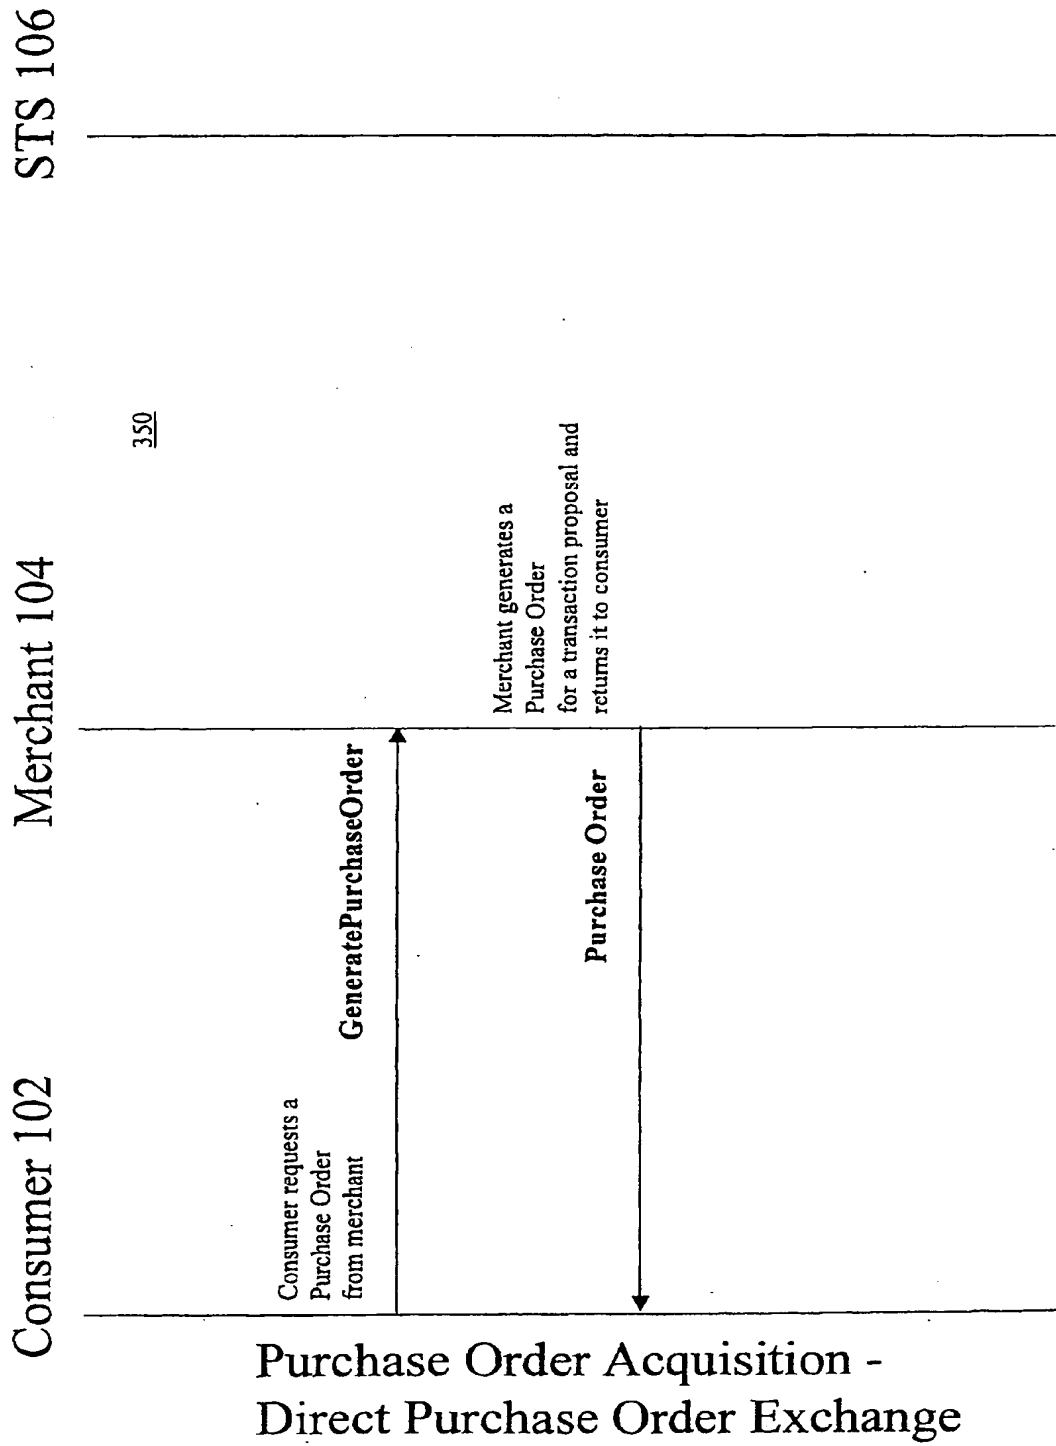 Consumer 102
Merchant 104
STS 106
350
Consumer requests a
Purchase Order
from merchant
GeneratePurchaseOrder
Merchant generates a
Purchase Order
for a transaction proposal and
returns it to consumer
Purchase Order
Purchase Order Acquisition -
Direct Purchase Order Exchange